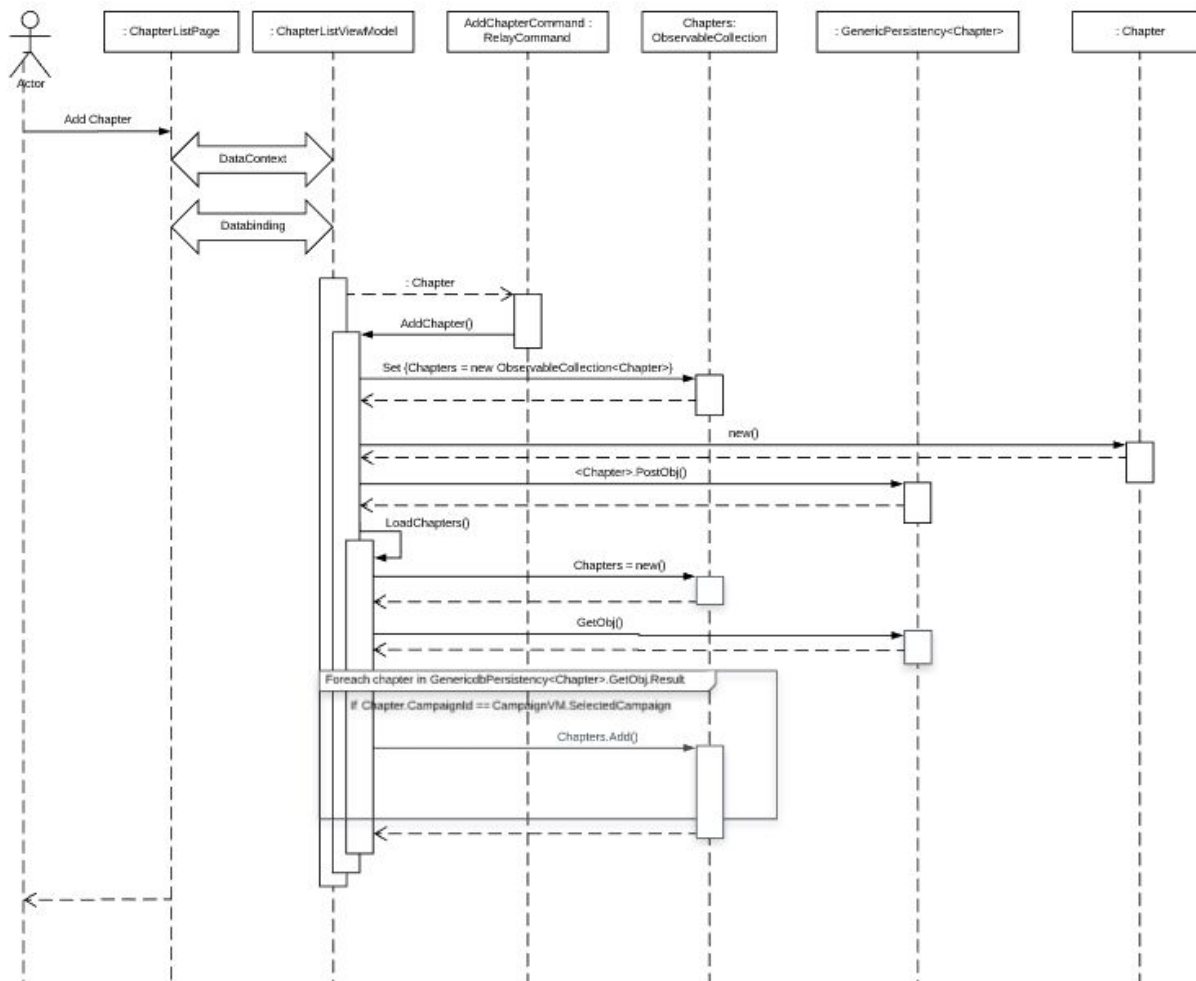 Actor
: ChapterListPage
: ChapterListViewModel
AddChapterCommand :
RelayCommand
Chapters:
ObservableCollection
: GenericPersistency<Chapter>
: Chapter
Add Chapter
DataContext
Databinding
: Chapter
AddChapter()
Set {Chapters = new ObservableCollection<Chapter>}
new()
<Chapter>.PostObj()
LoadChapters()
Chapters = new()
GetObj()
Foreach chapter in GenericdbPersistency<Chapter>.GetObj.Result
If Chapter.CampaignId == CampaignVM.SelectedCampaign
Chapters.Add()